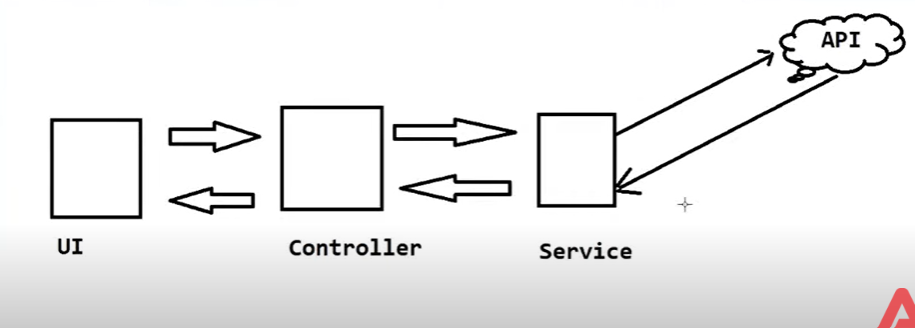 API
UI
Controller
Service